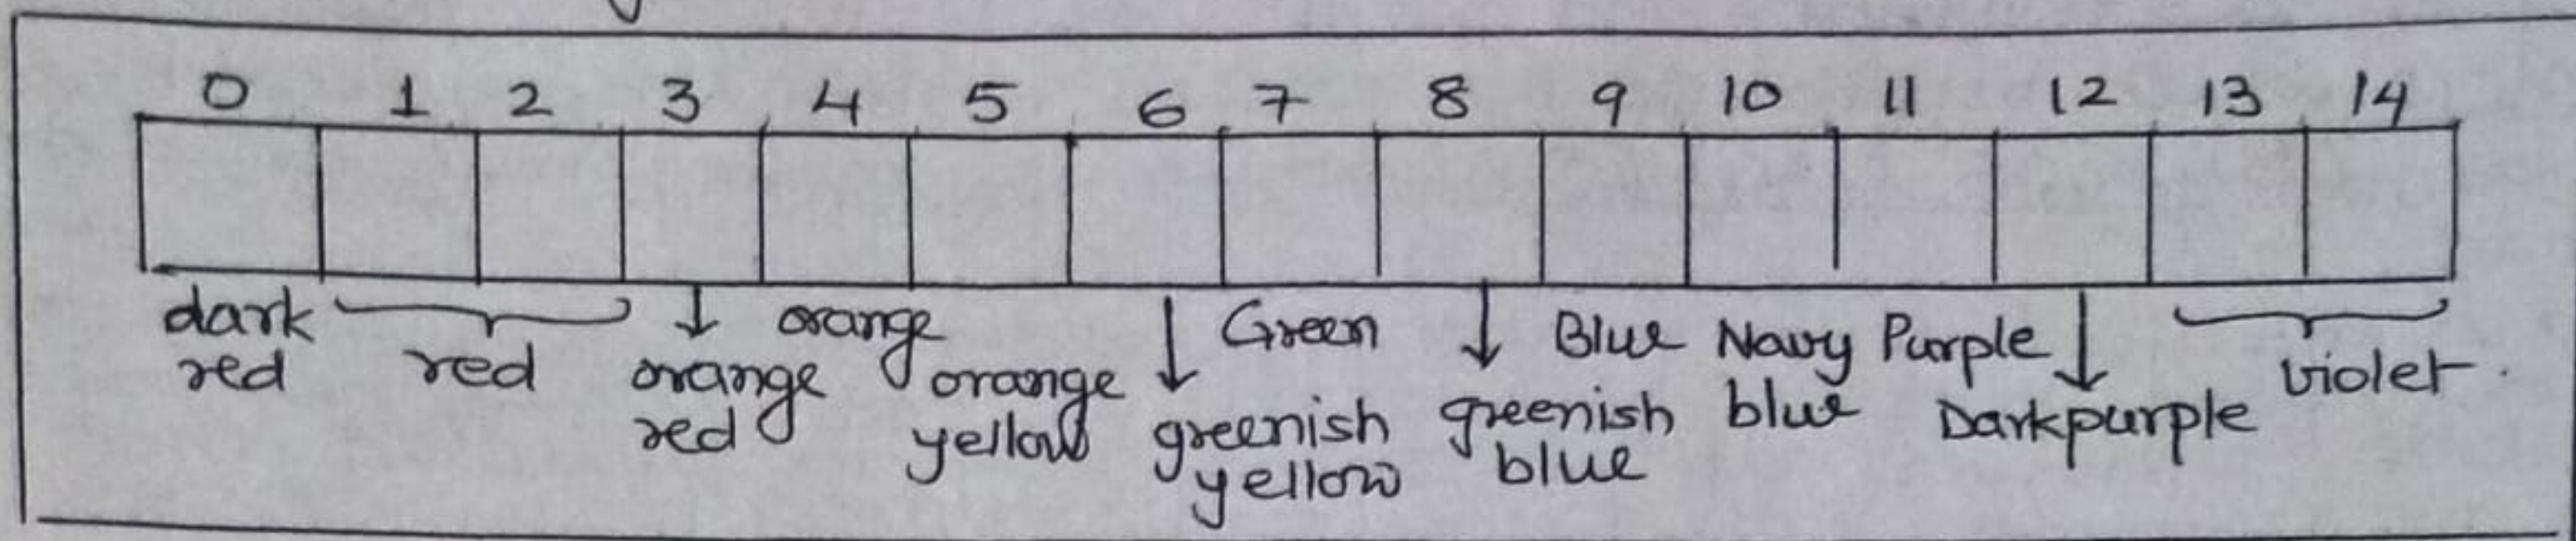 0 1 2 3 4 5 6 7 8 9 10 11 12 13 14
dark red
red
orange red
orange
orange yellow
greenish yellow
Green
greenish blue
Blue
Navy blue
Purple
Darkpurple
violet.